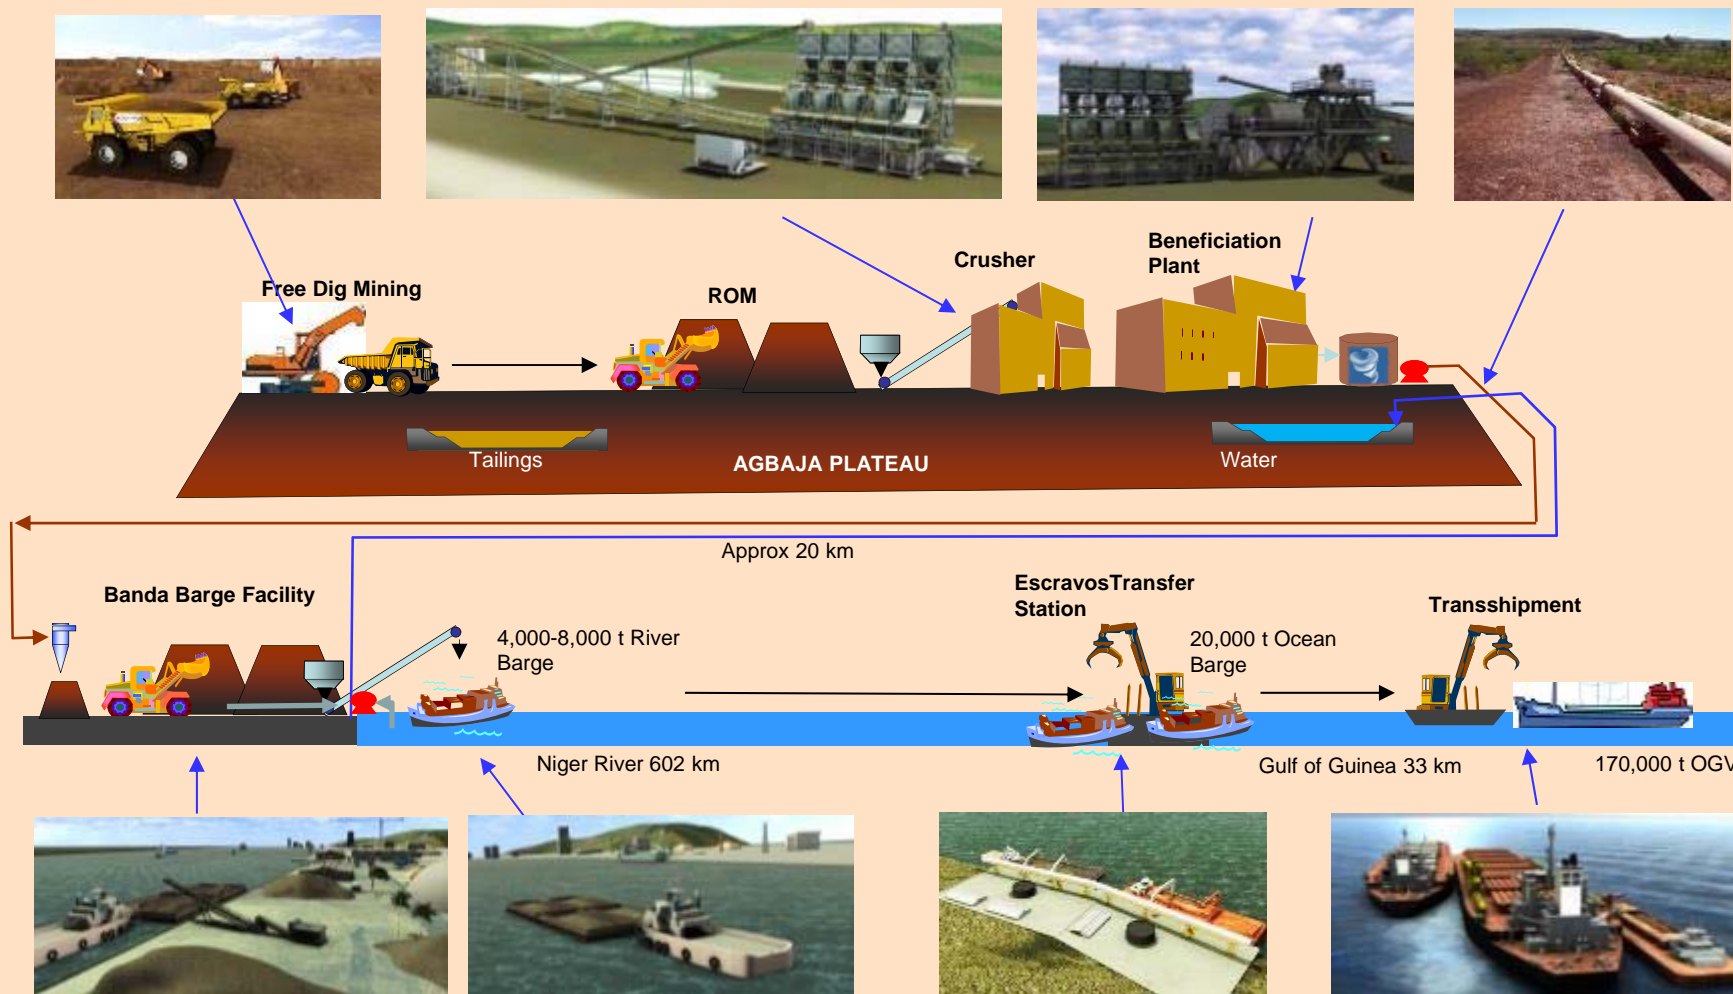 Free Dig Mining
ROM
Crusher
Beneficiation
Plant
Tailings
AGBAJA PLATEAU
Water
Approx 20 km
Banda Barge Facility
4,000-8,000 t River
Barge
EscravosTransfer
Station
20,000 t Ocean
Barge
Transshipment
Niger River 602 km
Gulf of Guinea 33 km
170,000 t OGV